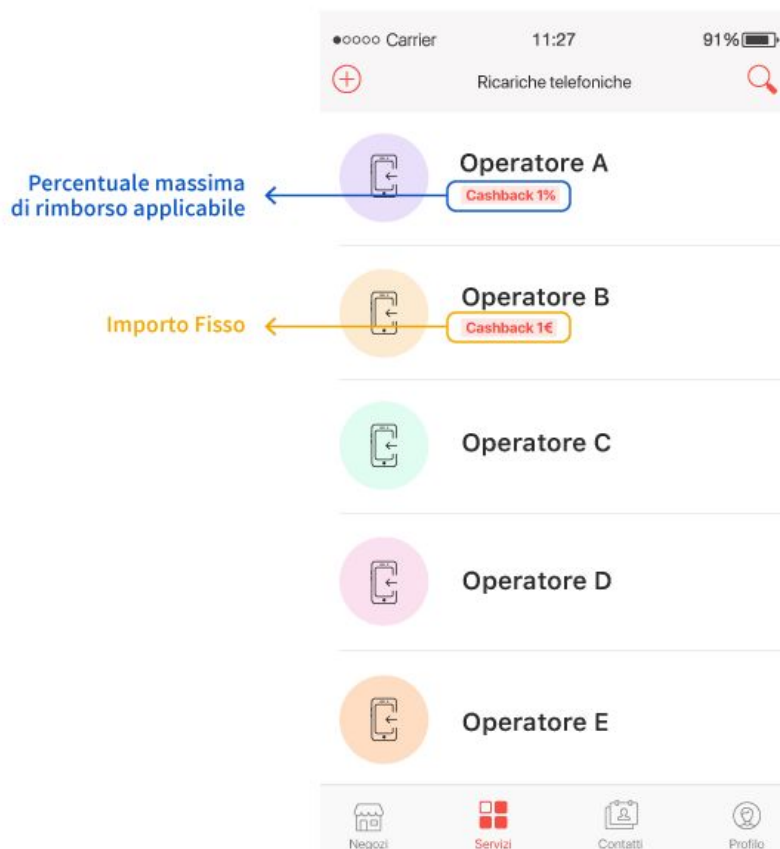 Carrier 11:27 91%
Ricariche telefoniche
Operatore A
Cashback 1%
Percentuale massima
di rimborso applicabile
Operatore B
Cashback 1€
Importo Fisso
Operatore C
Operatore D
Operatore E
Negozi Servizi Contatti Profilo